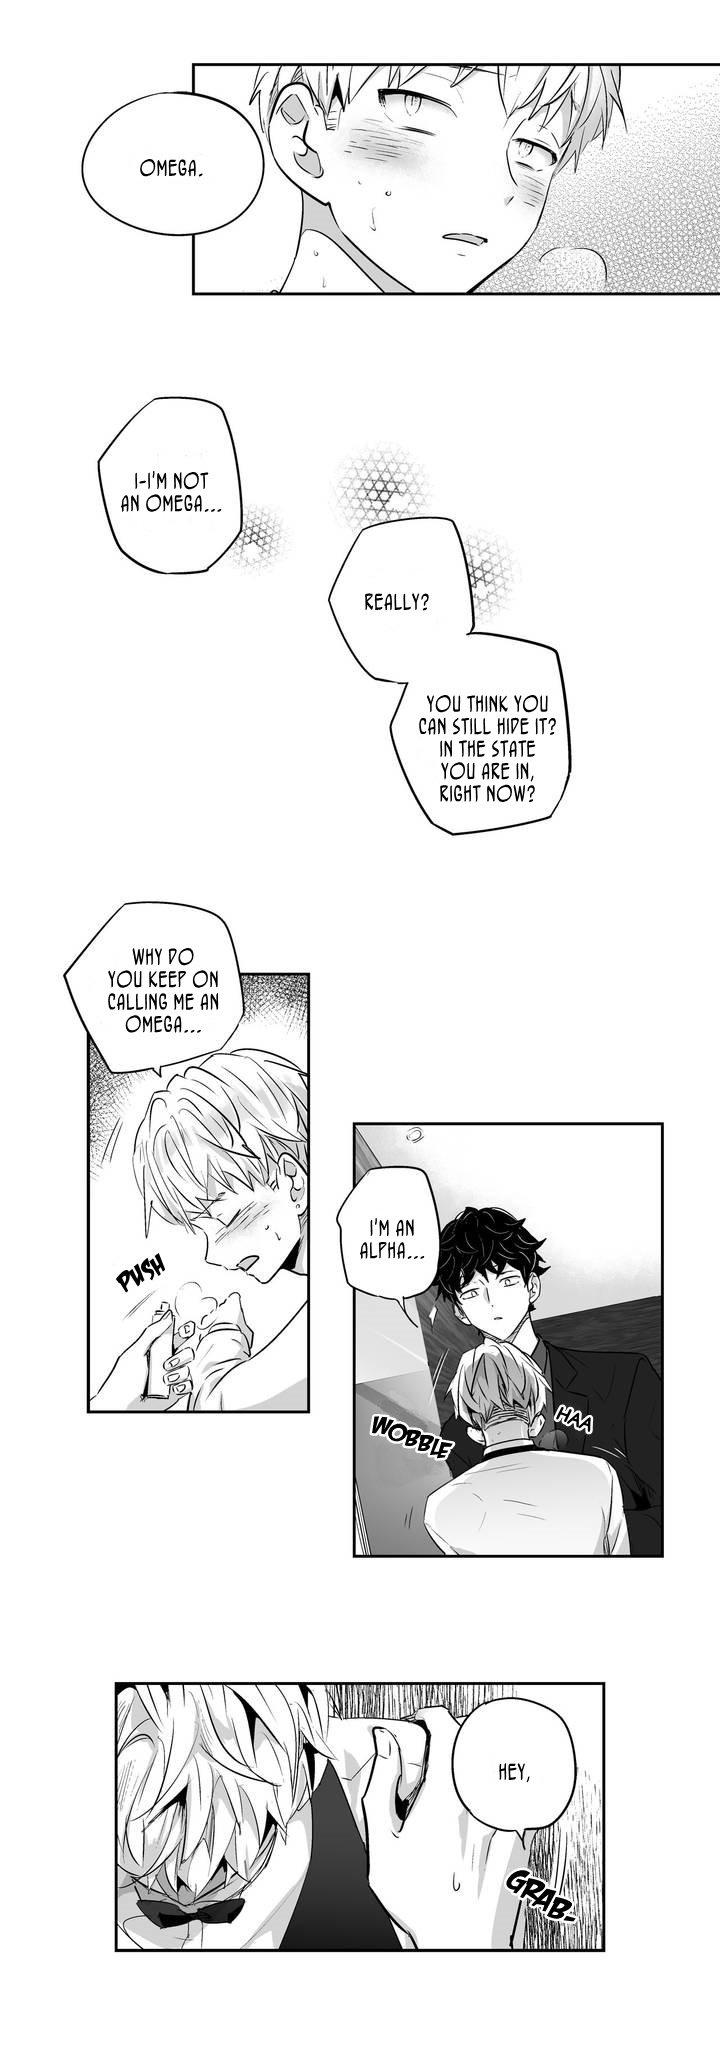 OMEGA.
I-I'M NOT
AN OMEGA...
REALLY?
YOU THINK YOU
CAN STILL HIDE IT?
IN THE STATE
YOU ARE IN,
RIGHT NOW?
WHY DO
YOU KEEP ON
CALLING ME AN
OMEGA...
PUSH
I'M AN
ALPHA...
HAA
WOBBLE
HEY,
GRAB-